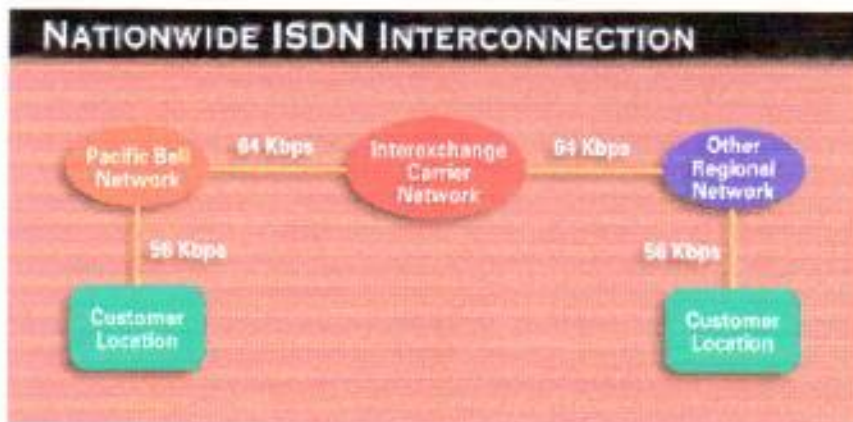 NATIONWIDE ISDN INTERCONNECTION
Pacific Bell
Network
64 Kbps
Interexchange
Carrier
Network
64 Kbps
Other
Regional
Network
56 Kbps
56 Kbps
Customer
Location
Customer
Location